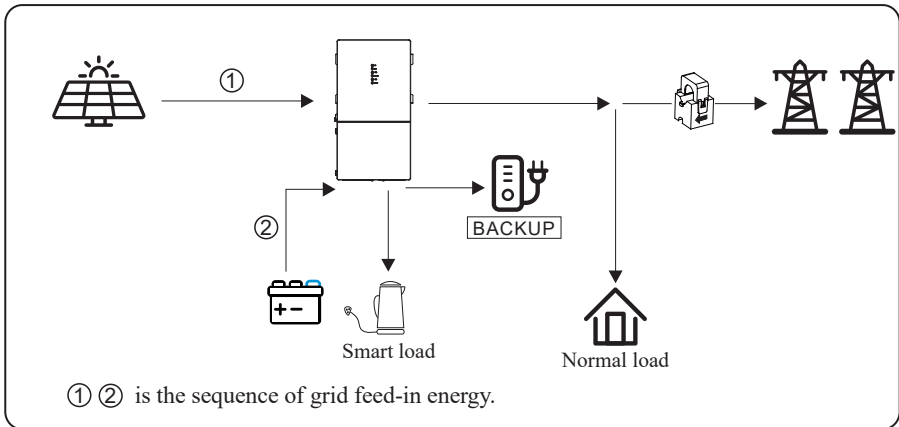 ①
②
BACKUP
Smart load
Normal load
① ② is the sequence of grid feed-in energy.